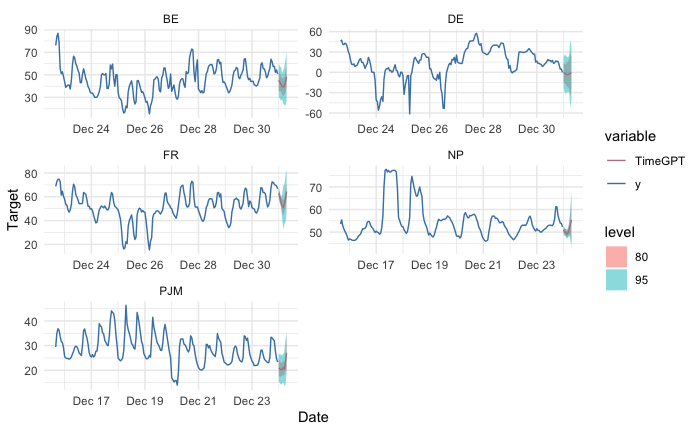 BE
DE
90
70
50
30
60
30
0
-30
-60
Dec 24 Dec 26 Dec 28 Dec 30
Dec 24 Dec 26 Dec 28 Dec 30
FR
NP
80
60
40
20
70
60
50
Dec 24 Dec 26 Dec 28 Dec 30
Dec 17 Dec 19 Dec 21 Dec 23
PJM
40
30
20
Dec 17 Dec 19 Dec 21 Dec 23
Target
Date
variable
TimeGPT
y
level
80
95